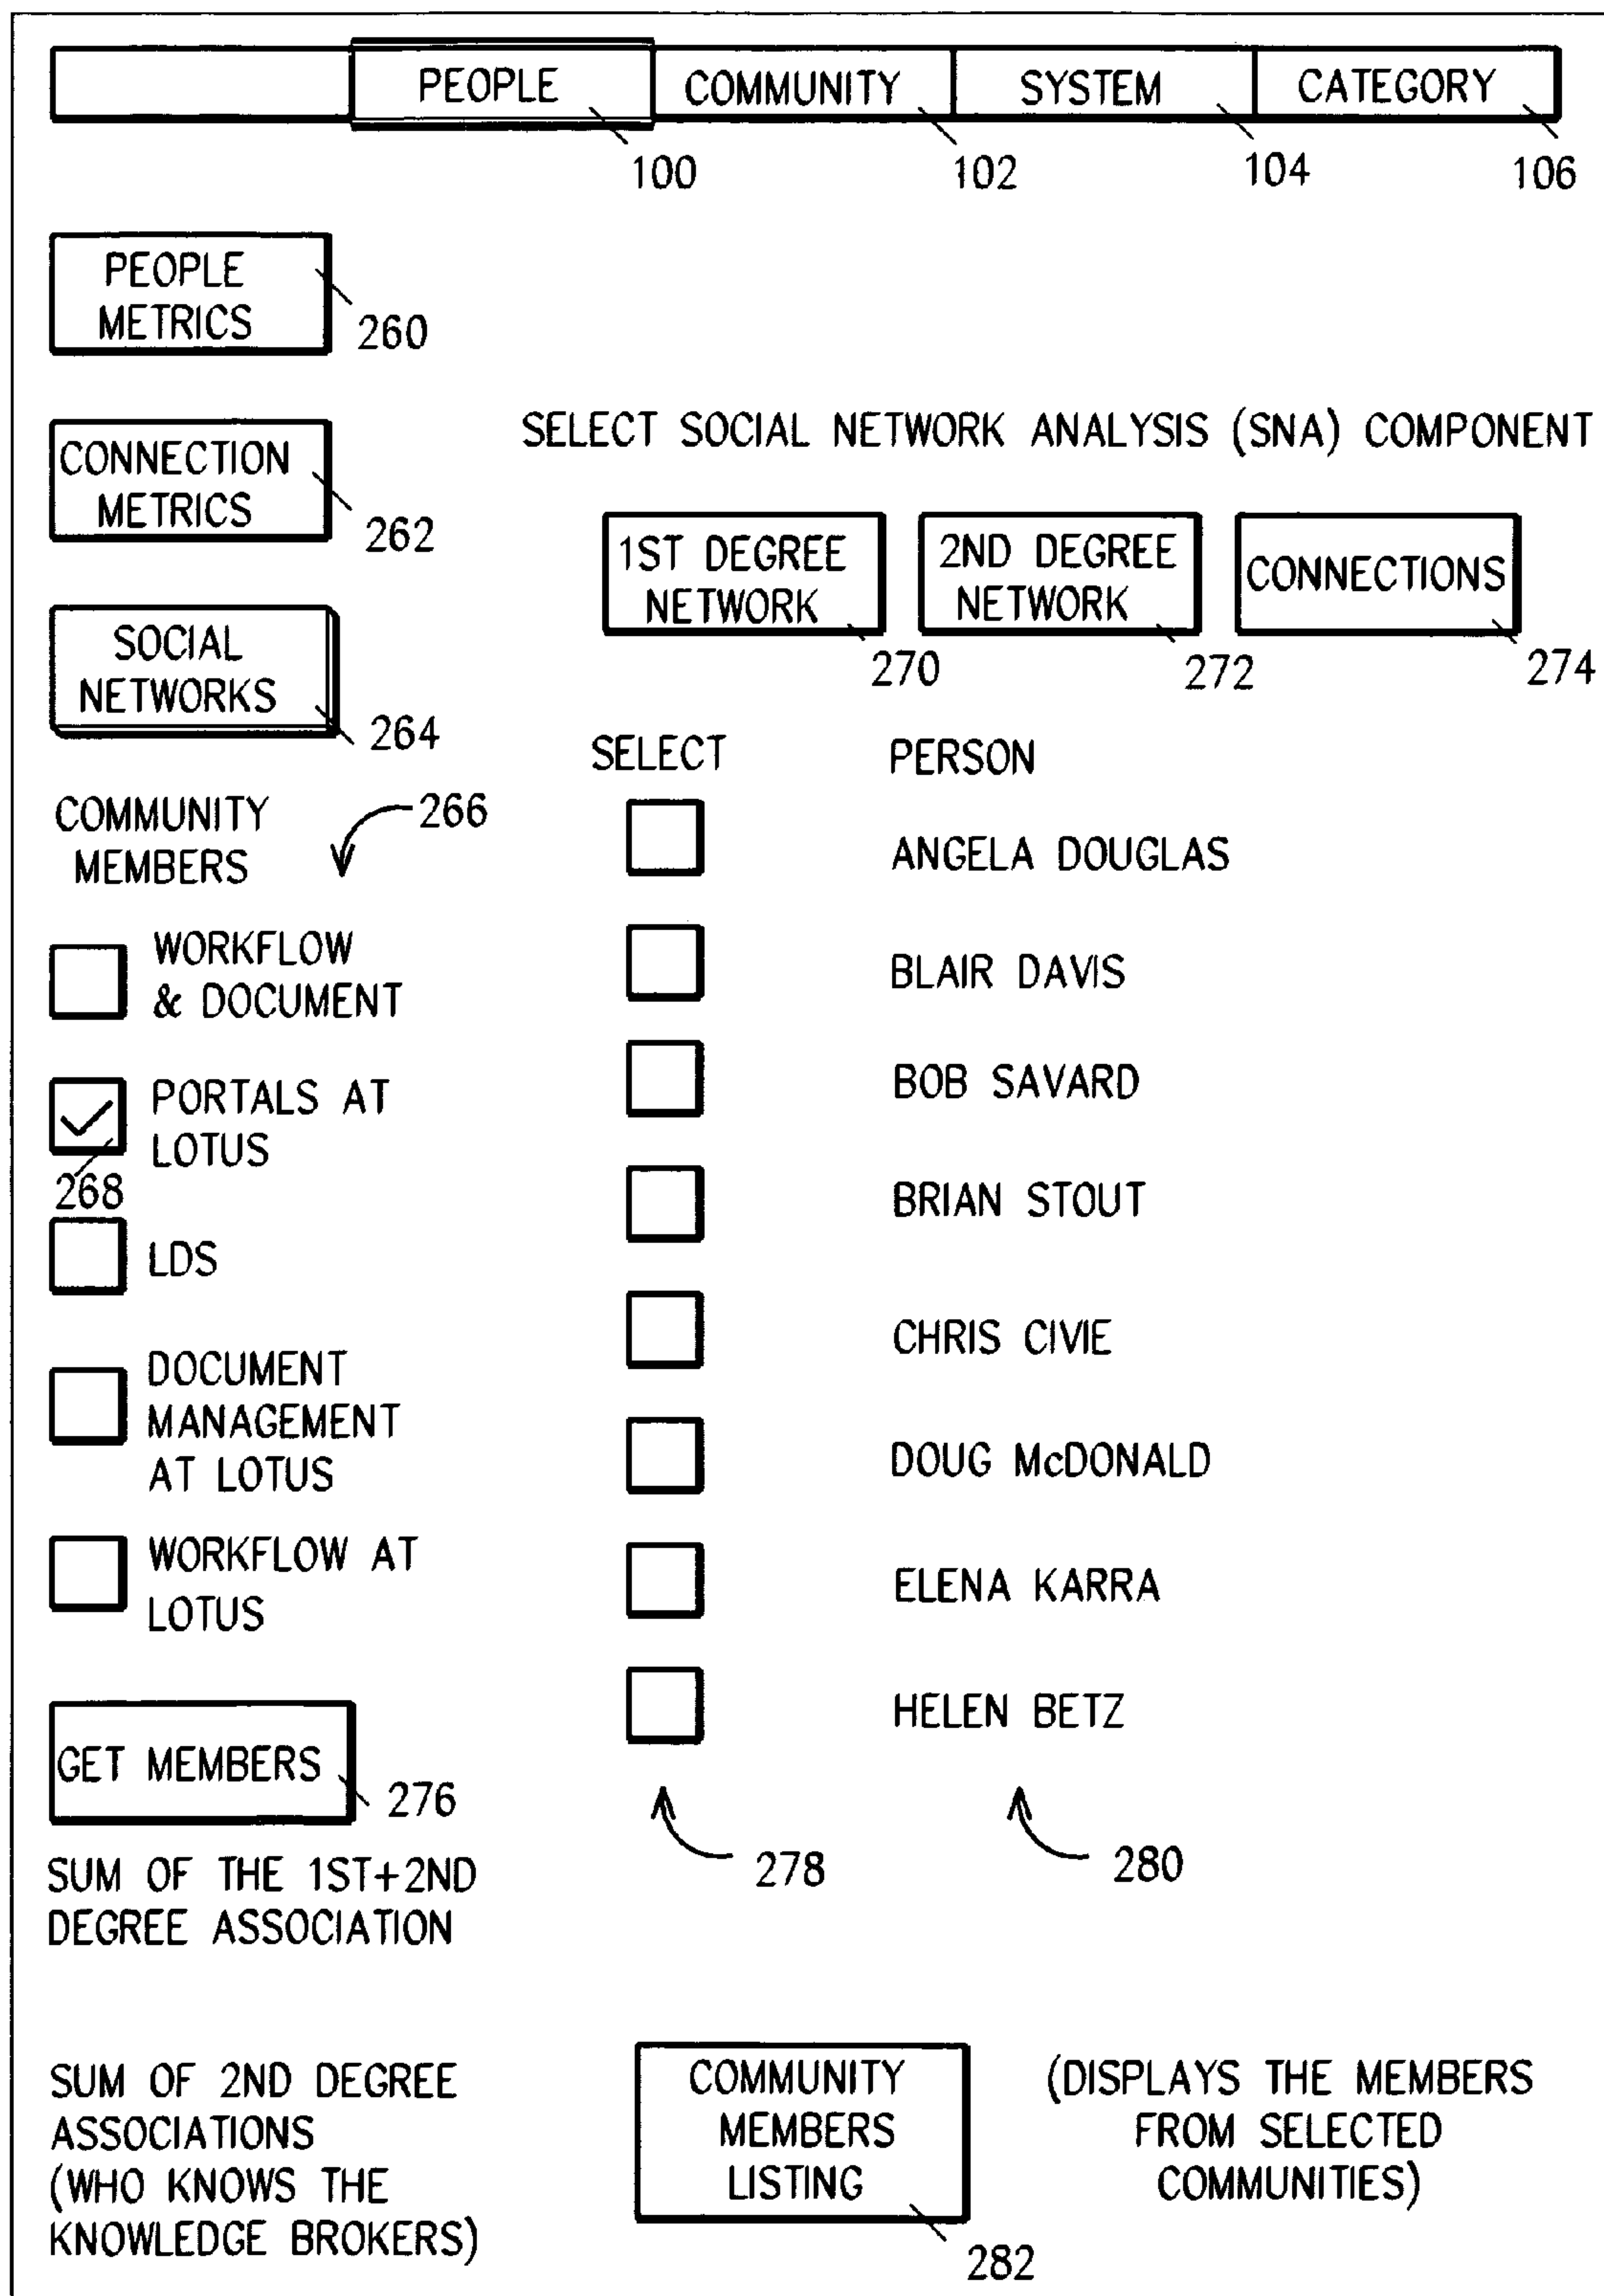 PEOPLE COMMUNITY SYSTEM CATEGORY
100 102 104 106
PEOPLE
METRICS
260
CONNECTION
METRICS
262
SOCIAL
NETWORKS
264
COMMUNITY
MEMBERS
266
WORKFLOW
& DOCUMENT
PORTALS AT
LOTUS
268
LDS
DOCUMENT
MANAGEMENT
AT LOTUS
WORKFLOW AT
LOTUS
GET MEMBERS
276
SUM OF THE 1ST+2ND
DEGREE ASSOCIATION
SUM OF 2ND DEGREE
ASSOCIATIONS
(WHO KNOWS THE
KNOWLEDGE BROKERS)
SELECT SOCIAL NETWORK ANALYSIS (SNA) COMPONENT
1ST DEGREE
NETWORK
270
2ND DEGREE
NETWORK
272
CONNECTIONS
274
SELECT PERSON
ANGELA DOUGLAS
BLAIR DAVIS
BOB SAVARD
BRIAN STOUT
CHRIS CIVIE
DOUG McDONALD
ELENA KARRA
HELEN BETZ
278 280
COMMUNITY
MEMBERS
LISTING
282
(DISPLAYS THE MEMBERS
FROM SELECTED
COMMUNITIES)